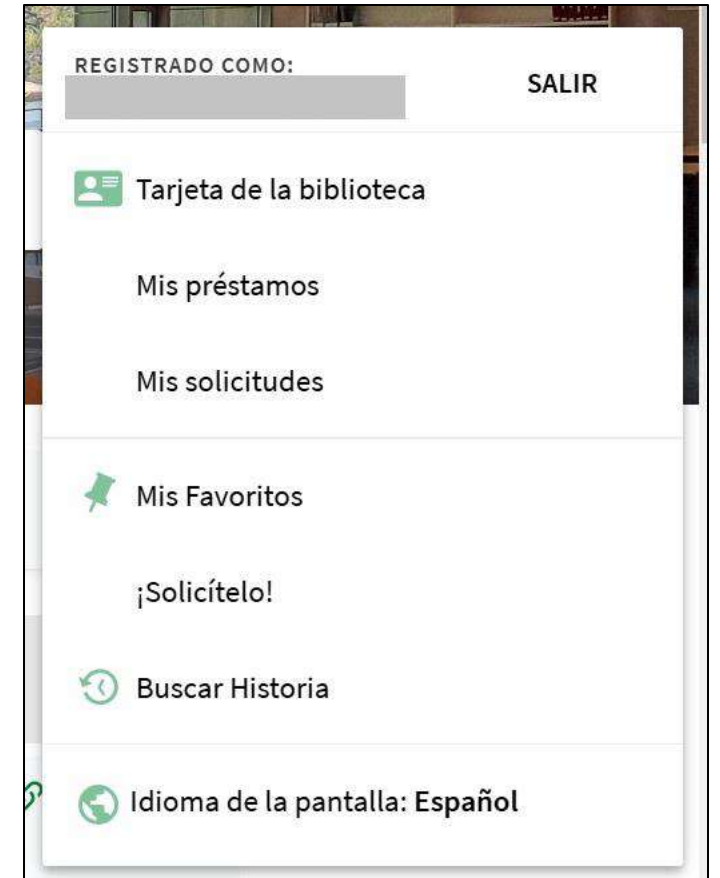 REGISTRADO COMO:
SALIR
Tarjeta de la biblioteca
Mis préstamos
Mis solicitudes
Mis Favoritos
¡Solicítelo!
Buscar Historia
Idioma de la pantalla: Español